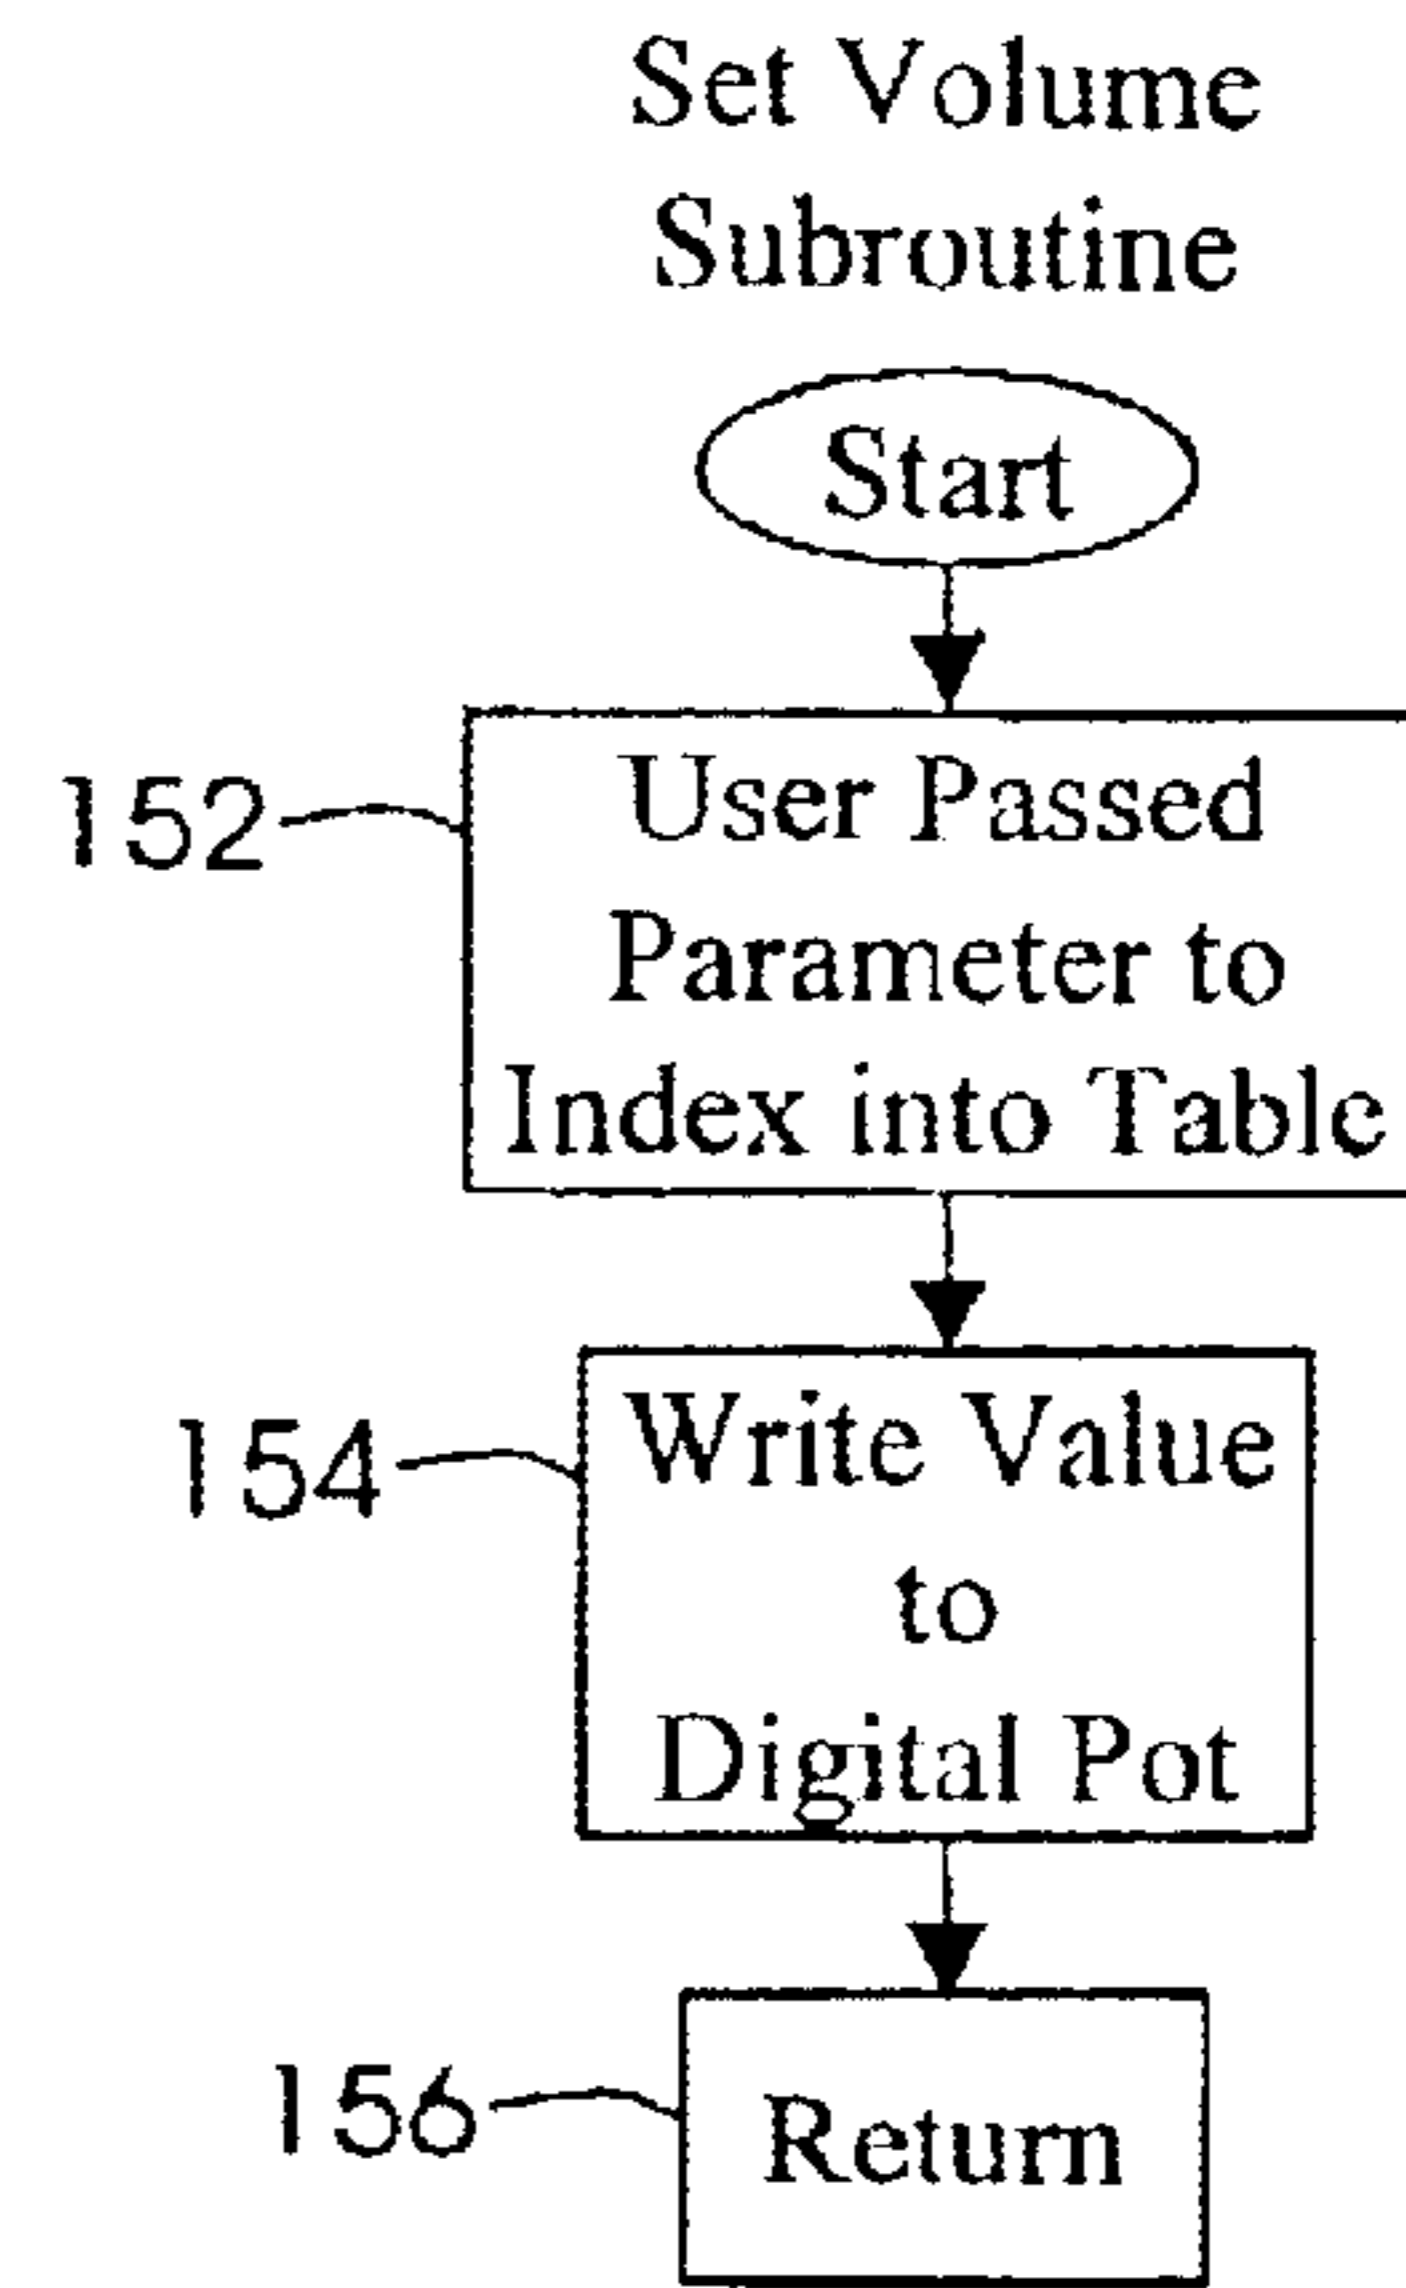 Set Volume
Subroutine
Start
152
User Passed
Parameter to
Index into Table
154
Write Value
to
Digital Pot
156
Return